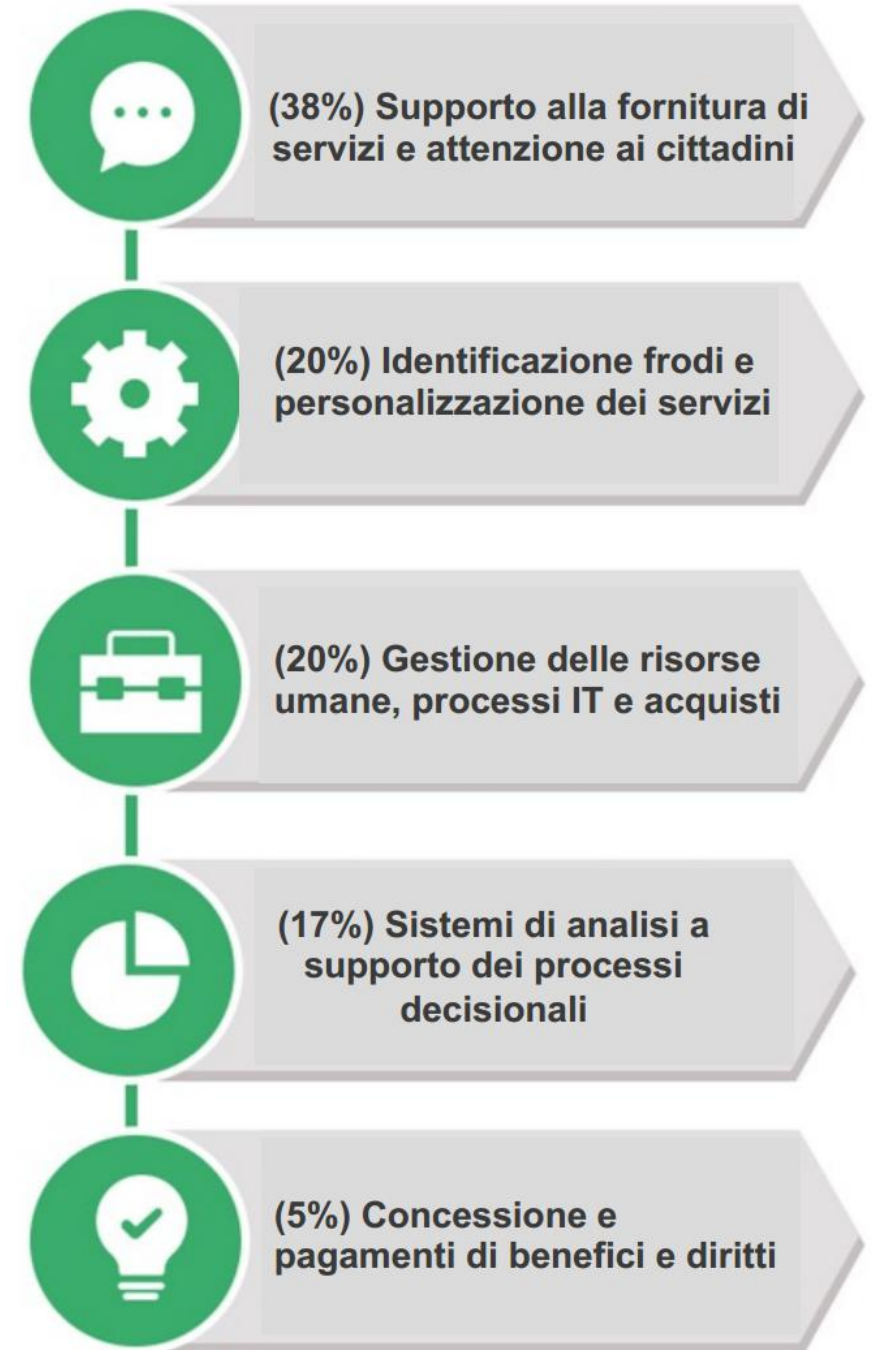 (38%) Supporto alla fornitura di
servizi e attenzione ai cittadini
(20%) Identificazione frodi e
personalizzazione dei servizi
(20%) Gestione delle risorse
umane, processi IT e acquisti
(17%) Sistemi di analisi a
supporto dei processi
decisionali
(5%) Concessione e
pagamenti di benefici e diritti